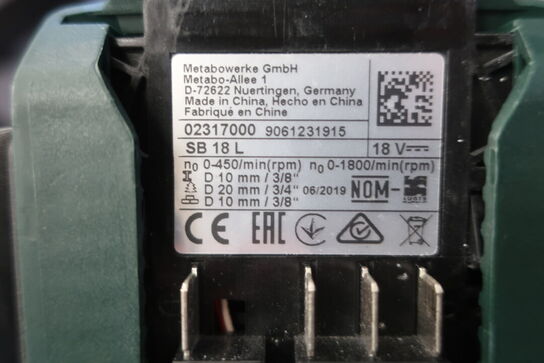 Metabowerke GmbH
Metabo-Allee 1
D-72622 Nuertingen, Germany
Made in China, Hecho en China
Fabriqué en Chine
02317000 9061231915
SB 18 L 18 V
n₀ 0-450/min(rpm) n₀ 0-1800/min(rpm)
D 10 mm / 3/8"
D 20 mm / 3/4" 06/2019 NOM-
D 10 mm / 3/8"
CE EAC